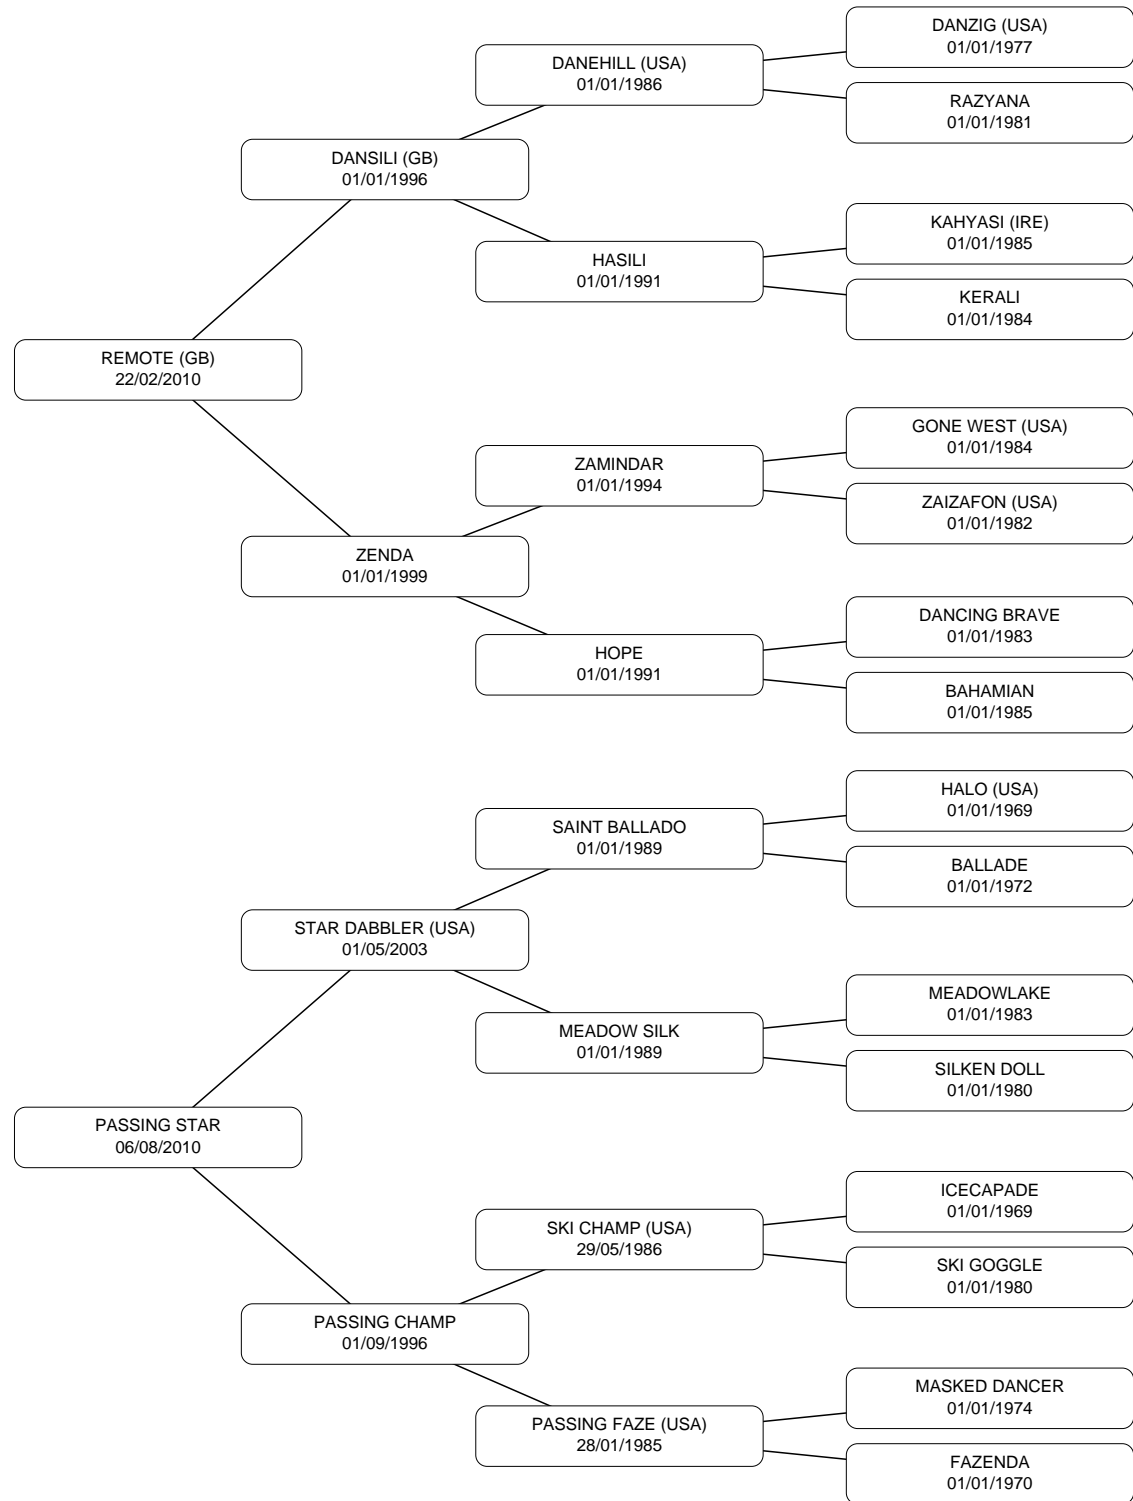 DANZIG (USA)
01/01/1977
DANEHILL (USA)
01/01/1986
RAZYANA
01/01/1981
DANSILI (GB)
01/01/1996
KAHYASI (IRE)
01/01/1985
HASILI
01/01/1991
KERALI
01/01/1984
REMOTE (GB)
22/02/2010
GONE WEST (USA)
01/01/1984
ZAMINDAR
01/01/1994
ZAIZAFON (USA)
01/01/1982
ZENDA
01/01/1999
DANCING BRAVE
01/01/1983
HOPE
01/01/1991
BAHAMIAN
01/01/1985
HALO (USA)
01/01/1969
SAINT BALLADO
01/01/1989
BALLADE
01/01/1972
STAR DABBLER (USA)
01/05/2003
MEADOWLAKE
01/01/1983
MEADOW SILK
01/01/1989
SILKEN DOLL
01/01/1980
PASSING STAR
06/08/2010
ICECAPADE
01/01/1969
SKI CHAMP (USA)
29/05/1986
SKI GOGGLE
01/01/1980
PASSING CHAMP
01/09/1996
MASKED DANCER
01/01/1974
PASSING FAZE (USA)
28/01/1985
FAZENDA
01/01/1970